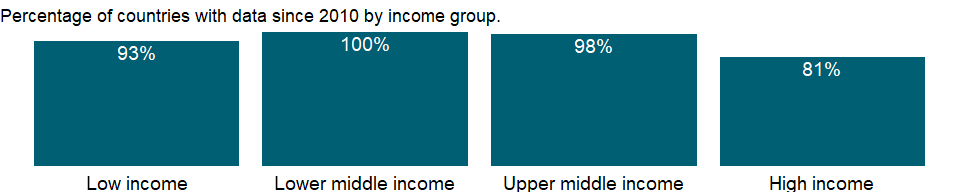 Percentage of countries with data since 2010 by income group.
93%
100%
98%
81%
Low income
Lower middle income
Upper middle income
High income